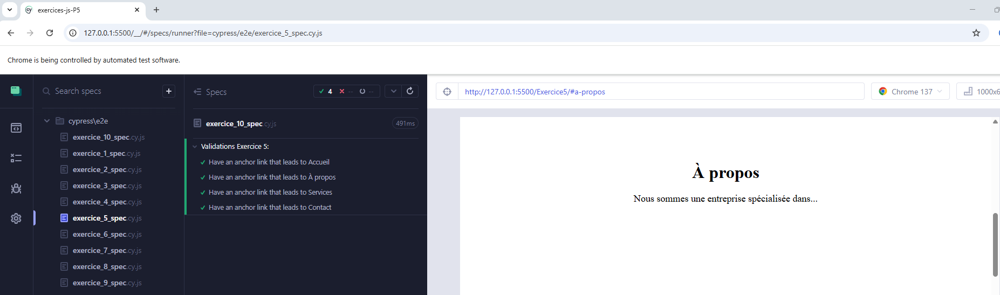 exercices-js-P5
127.0.0.1:5500/__/#/specs/runner?file=cypress/e2e/exercice_5_spec.cy.js
Chrome is being controlled by automated test software.
Search specs
+
Specs
4 -- --
http://127.0.0.1:5500/Exercice5/#a-propos
Chrome 137
1000x6
cypress\e2e
exercice_10_spec.cy.js
exercice_1_spec.cy.js
exercice_2_spec.cy.js
exercice_3_spec.cy.js
exercice_4_spec.cy.js
exercice_5_spec.cy.js
exercice_6_spec.cy.js
exercice_7_spec.cy.js
exercice_8_spec.cy.js
exercice_9_spec.cy.js
exercice_10_spec.cy.js
491ms
Validations Exercice 5:
Have an anchor link that leads to Accueil
Have an anchor link that leads to À propos
Have an anchor link that leads to Services
Have an anchor link that leads to Contact
À propos
Nous sommes une entreprise spécialisée dans...